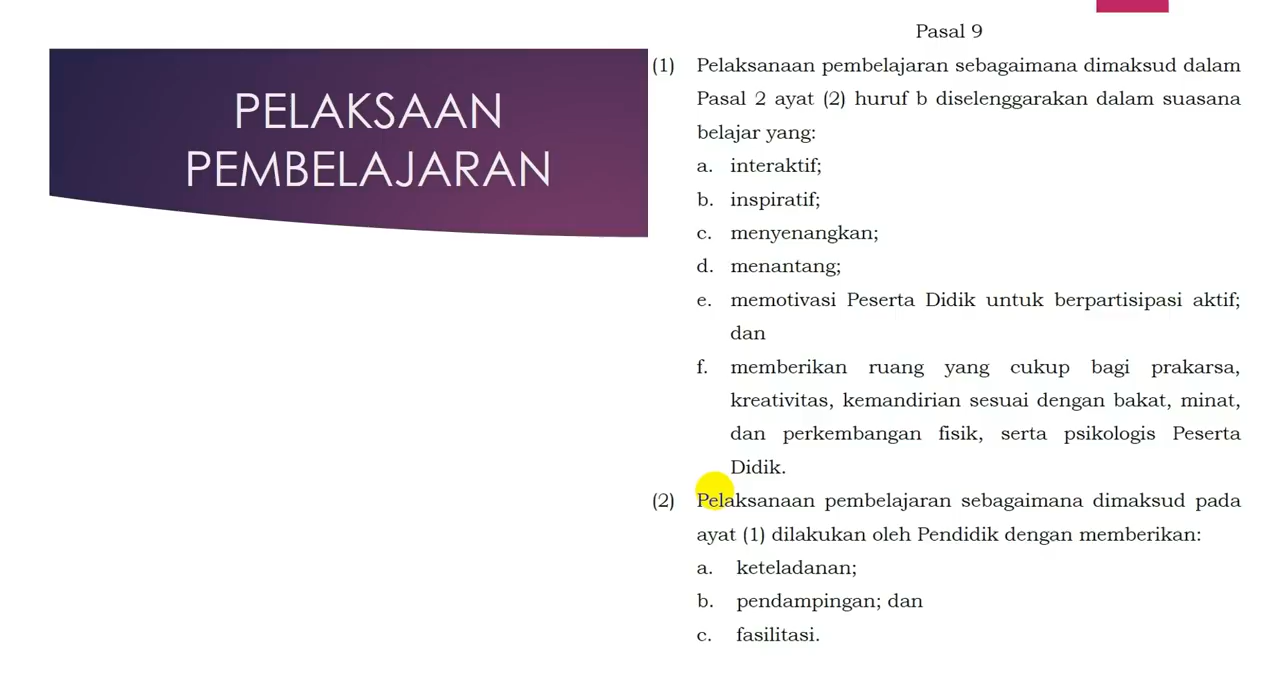 PELAKSAAN
PEMBELAJARAN
Pasal 9
(1) Pelaksanaan pembelajaran sebagaimana dimaksud dalam
Pasal 2 ayat (2) huruf b diselenggarakan dalam suasana
belajar yang:
a. interaktif;
b. inspiratif;
c. menyenangkan;
d. menantang;
e. memotivasi Peserta Didik untuk berpartisipasi aktif;
dan
f. memberikan ruang yang cukup bagi prakarsa,
kreativitas, kemandirian sesuai dengan bakat, minat,
dan perkembangan fisik, serta psikologis Peserta
Didik.
(2) Pelaksanaan pembelajaran sebagaimana dimaksud pada
ayat (1) dilakukan oleh Pendidik dengan memberikan:
a. keteladanan;
b. pendampingan; dan
c. fasilitasi.